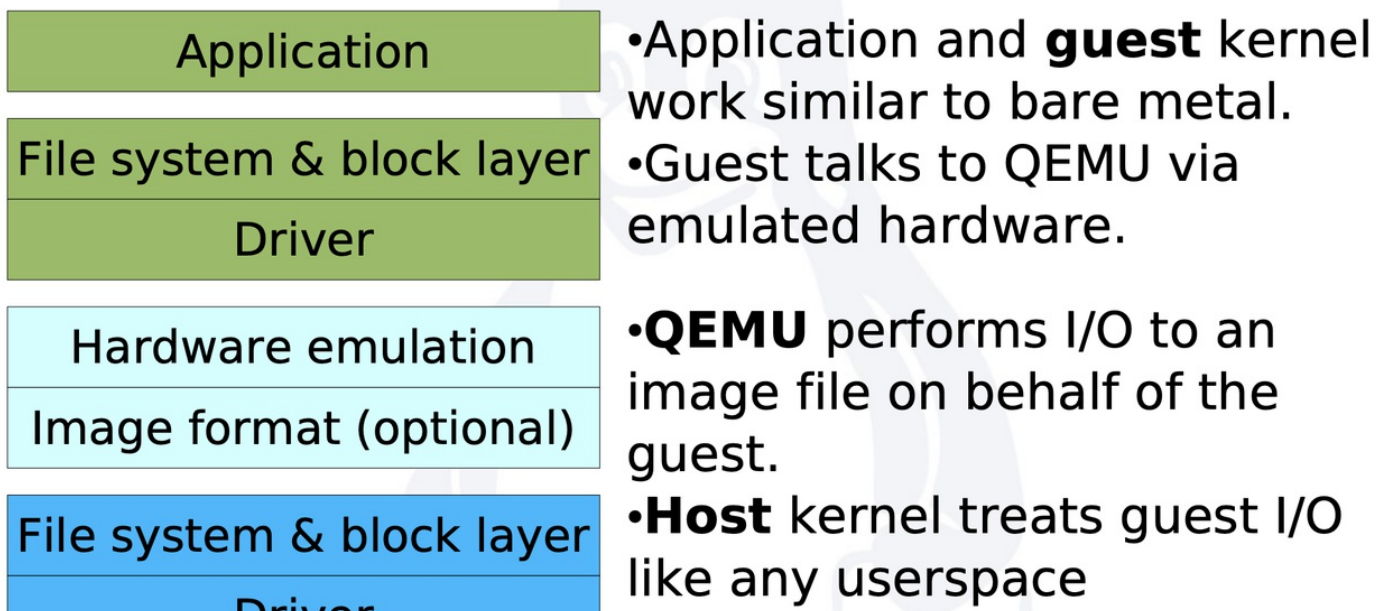 Application
File system & block layer
Driver
Hardware emulation
Image format (optional)
File system & block layer
Driver
•Application and guest kernel
work similar to bare metal.
•Guest talks to QEMU via
emulated hardware.
•QEMU performs I/O to an
image file on behalf of the
guest.
•Host kernel treats guest I/O
like any userspace